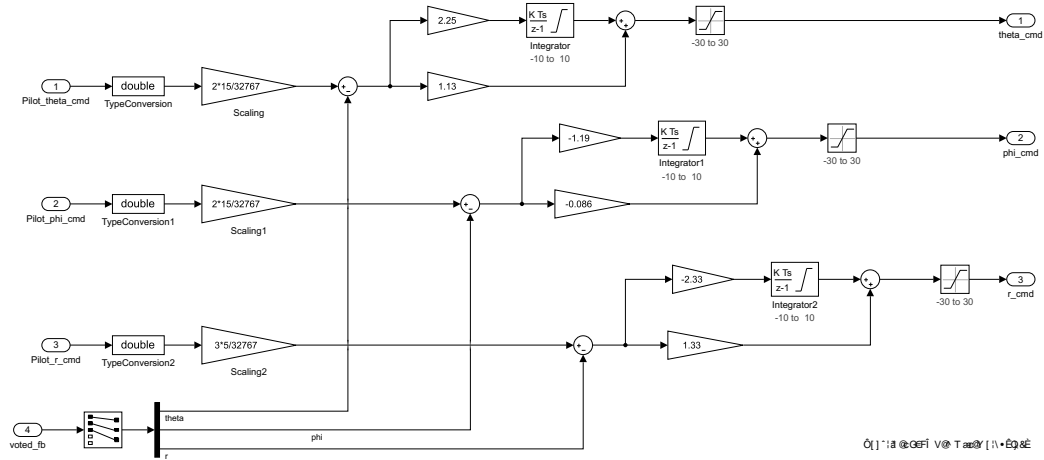 2.25
K Ts
z-1
Integrator
-10 to 10
-30 to 30
1
theta_cmd
1
Pilot_theta_cmd
double
TypeConversion
2*15/32767
Scaling
1.13
-1.19
K Ts
z-1
Integrator1
-10 to 10
-30 to 30
2
phi_cmd
2
Pilot_phi_cmd
double
TypeConversion1
2*15/32767
Scaling1
-0.086
-2.33
K Ts
z-1
Integrator2
-10 to 10
-30 to 30
3
r_cmd
3
Pilot_r_cmd
double
TypeConversion2
3*5/32767
Scaling2
1.33
4
voted_fb
theta
phi
r